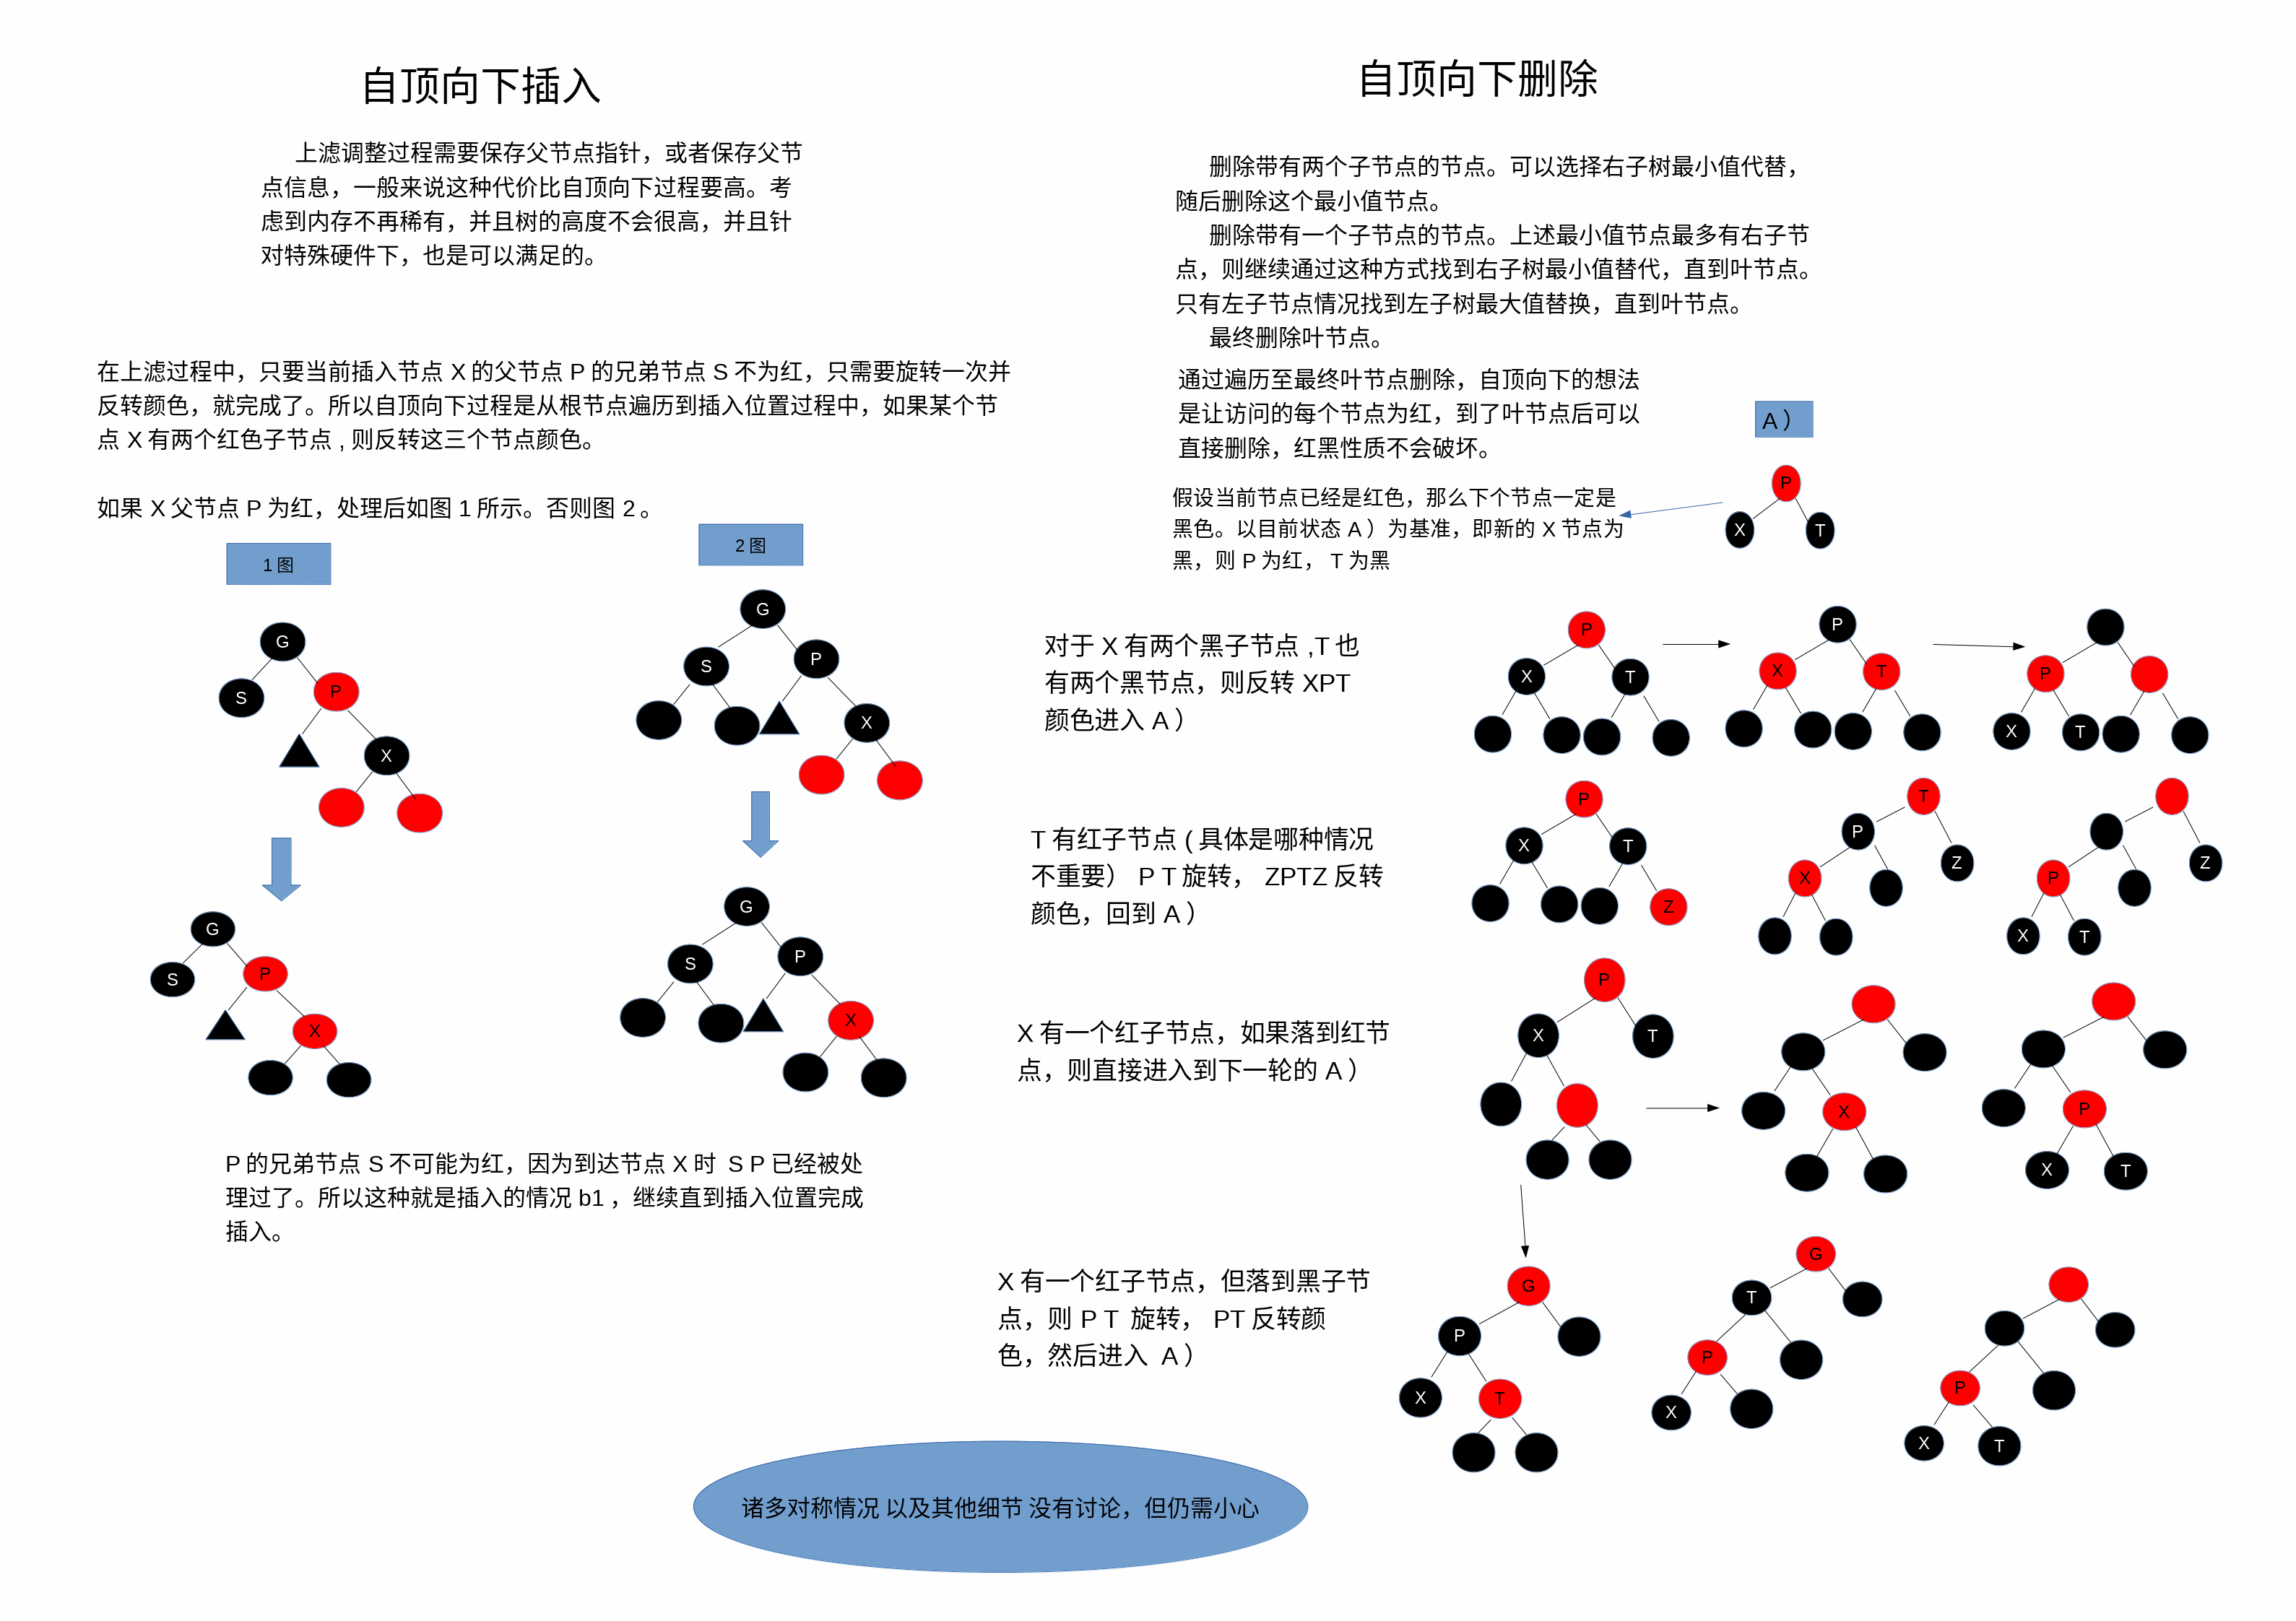 自顶向下插入
上滤调整过程需要保存父节点指针，或者保存父节
点信息，一般来说这种代价比自顶向下过程要高。考
虑到内存不再稀有，并且树的高度不会很高，并且针
对特殊硬件下，也是可以满足的。
在上滤过程中，只要当前插入节点 X 的父节点 P 的兄弟节点 S 不为红，只需要旋转一次并
反转颜色，就完成了。所以自顶向下过程是从根节点遍历到插入位置过程中，如果某个节
点 X 有两个红色子节点 , 则反转这三个节点颜色。
如果 X 父节点 P 为红，处理后如图 1 所示。否则图 2 。
1 图
G
S
P
X
G
S
P
X
2 图
G
S
P
X
G
S
P
X
P 的兄弟节点 S 不可能为红，因为到达节点 X 时 S P 已经被处
理过了。所以这种就是插入的情况 b1 ，继续直到插入位置完成
插入。
自顶向下删除
删除带有两个子节点的节点。可以选择右子树最小值代替，
随后删除这个最小值节点。
删除带有一个子节点的节点。上述最小值节点最多有右子节
点，则继续通过这种方式找到右子树最小值替代，直到叶节点。
只有左子节点情况找到左子树最大值替换，直到叶节点。
最终删除叶节点。
通过遍历至最终叶节点删除，自顶向下的想法
是让访问的每个节点为红，到了叶节点后可以
直接删除，红黑性质不会破坏。
A ）
P
X
T
假设当前节点已经是红色，那么下个节点一定是
黑色。以目前状态 A ）为基准，即新的 X 节点为
黑，则 P 为红， T 为黑
对于 X 有两个黑子节点 ,T 也
有两个黑节点，则反转 XPT
颜色进入 A ）
P
X
T
P
X
T
P
X
T
T 有红子节点 ( 具体是哪种情况
不重要） P T 旋转， ZPTZ 反转
颜色，回到 A ）
P
X
T
Z
T
P
X
Z
P
Z
X
T
X 有一个红子节点，如果落到红节
点，则直接进入到下一轮的 A ）
P
X
T
X
P
X
T
X 有一个红子节点，但落到黑子节
点，则 P T 旋转， PT 反转颜
色，然后进入 A ）
G
P
X
T
G
T
P
X
P
X
T
诸多对称情况 以及其他细节 没有讨论，但仍需小心